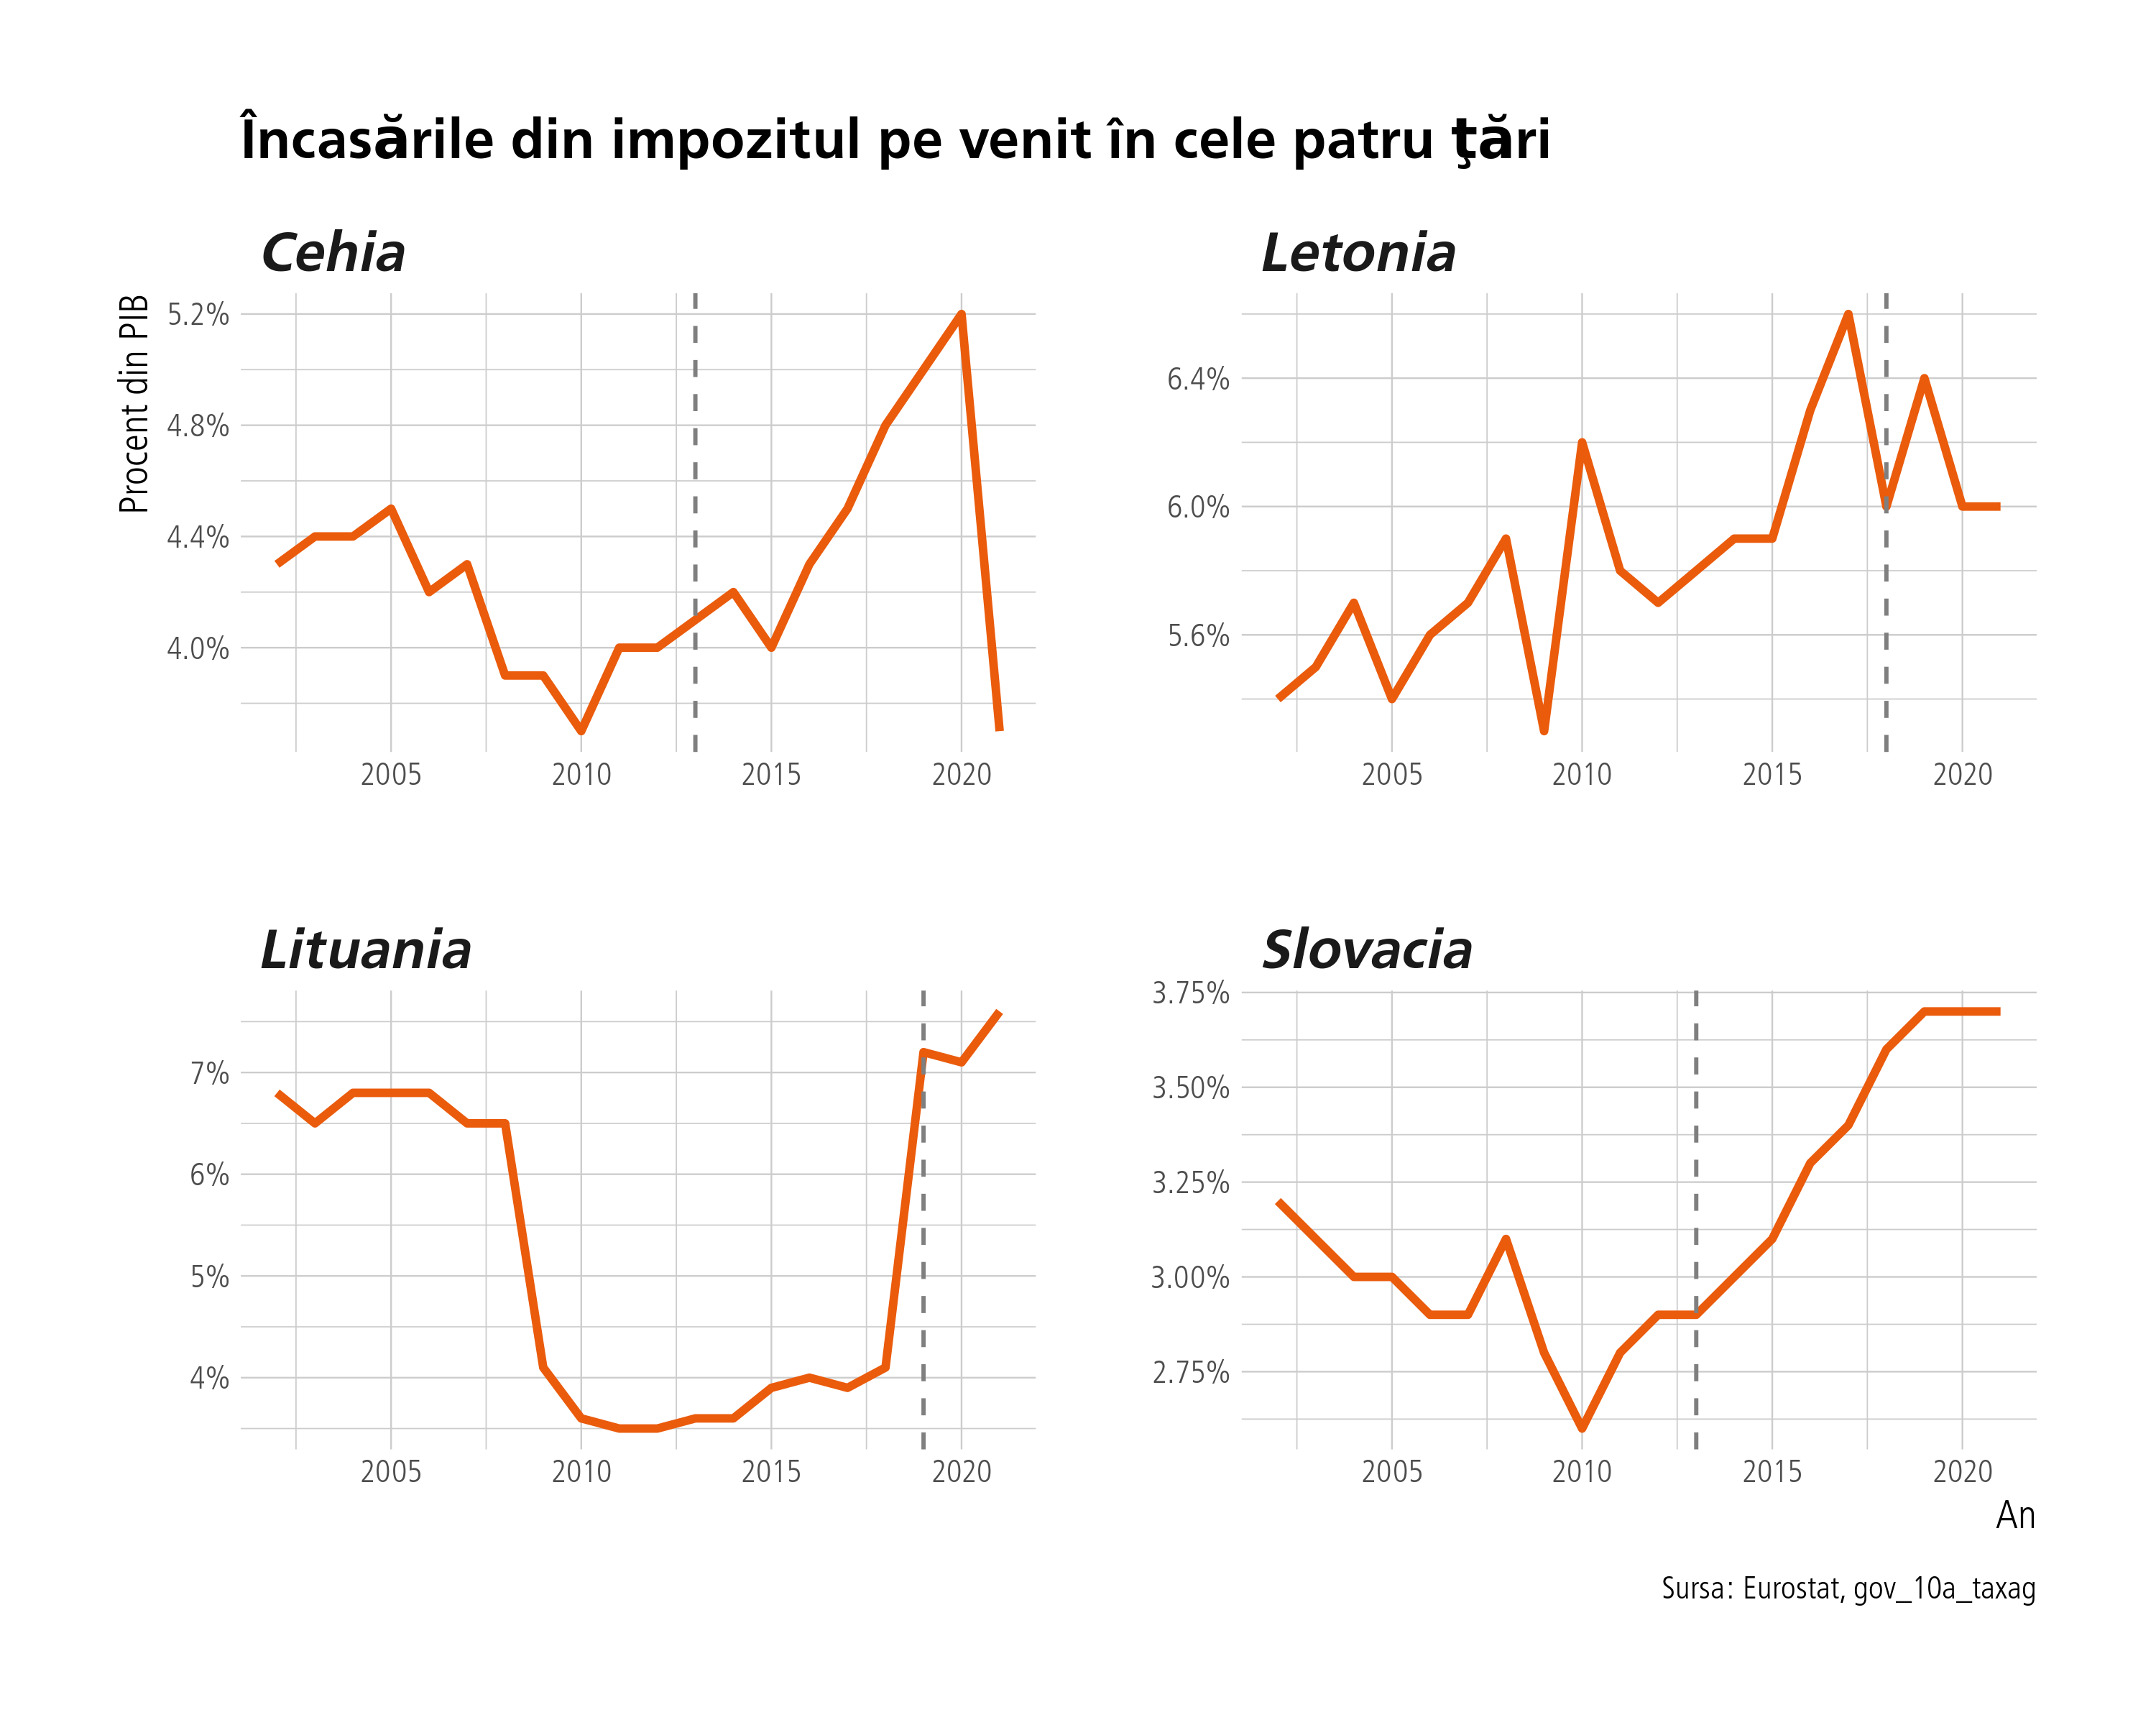 Încasările din impozitul pe venit în cele patru ţări
Cehia
Procent din PIB
5.2%
4.8%
4.4%
4.0%
2005 2010 2015 2020
Letonia
6.4%
6.0%
5.6%
2005 2010 2015 2020
Lituania
7%
6%
5%
4%
2005 2010 2015 2020
Slovacia
3.75%
3.50%
3.25%
3.00%
2.75%
2005 2010 2015 2020
An
Sursa: Eurostat, gov_10a_taxag